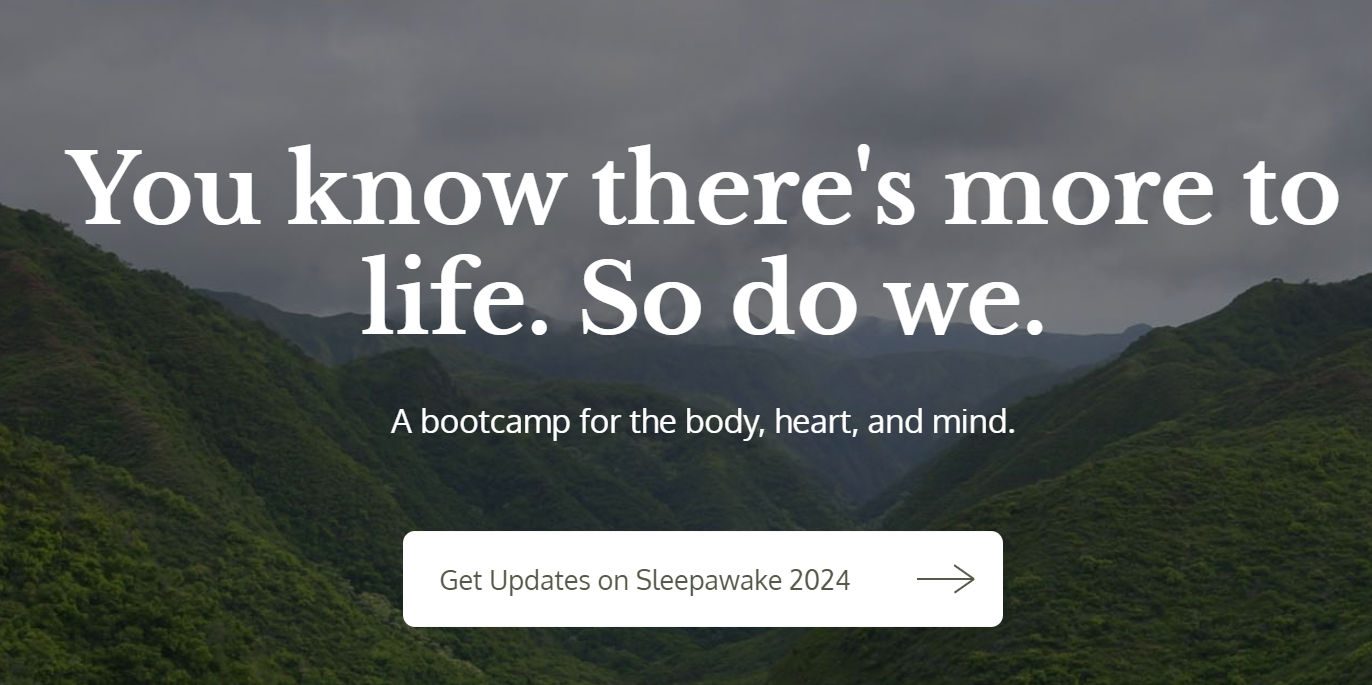 You know there's more to
life. So do we.
A bootcamp for the body, heart, and mind.
Get Updates on Sleepawake 2024